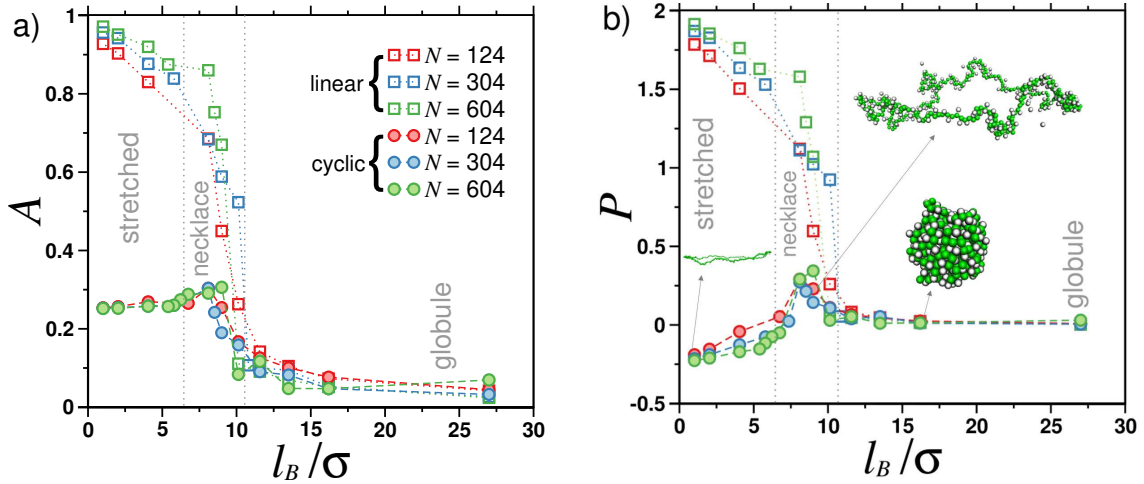 a)
A
1
0.8
0.6
0.4
0.2
0
0 5 10 15 20 25 30
l_B/σ
stretched
necklace
globule
linear
N = 124
N = 304
N = 604
cyclic
N = 124
N = 304
N = 604
b)
P
2
1.5
1
0.5
0
-0.5
0 5 10 15 20 25 30
l_B/σ
stretched
necklace
globule